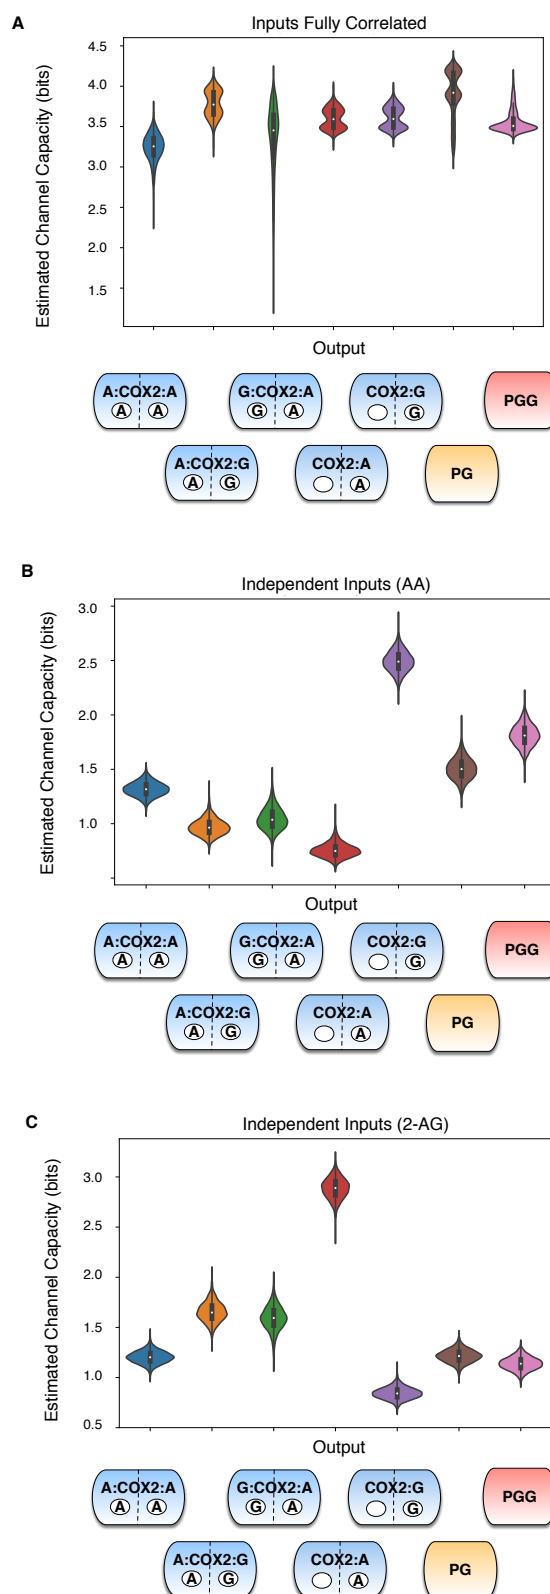 A
Inputs Fully Correlated
Estimated Channel Capacity (bits)
4.5
4.0
3.5
3.0
2.5
2.0
1.5
Output
A:COX2:A
A A
G:COX2:A
G A
COX2:G
G
PGG
A:COX2:G
A G
COX2:A
A
PG
B
Independent Inputs (AA)
Estimated Channel Capacity (bits)
3.0
2.5
2.0
1.5
1.0
Output
A:COX2:A
A A
G:COX2:A
G A
COX2:G
G
PGG
A:COX2:G
A G
COX2:A
A
PG
C
Independent Inputs (2-AG)
Estimated Channel Capacity (bits)
3.0
2.5
2.0
1.5
1.0
0.5
Output
A:COX2:A
A A
G:COX2:A
G A
COX2:G
G
PGG
A:COX2:G
A G
COX2:A
A
PG